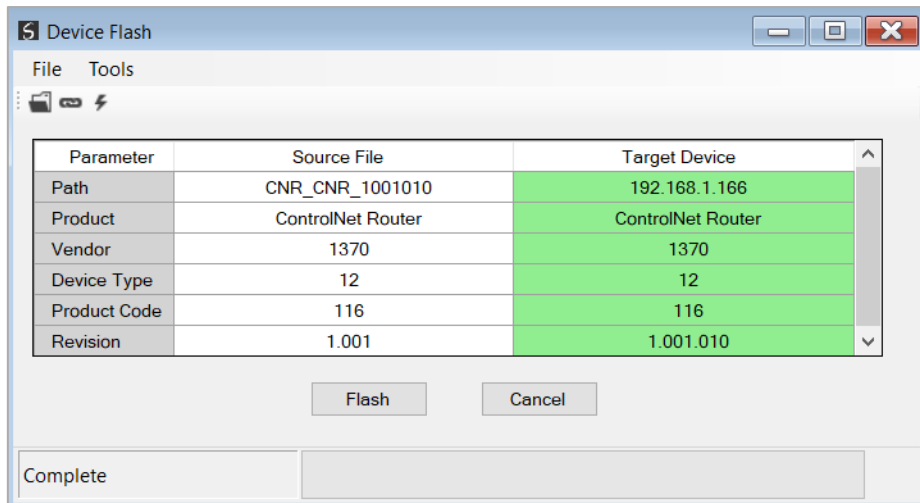 Device Flash
File Tools
Parameter Source File Target Device
Path CNR_CNR_1001010 192.168.1.166
Product ControlNet Router ControlNet Router
Vendor 1370 1370
Device Type 12 12
Product Code 116 116
Revision 1.001 1.001.010
Flash Cancel
Complete